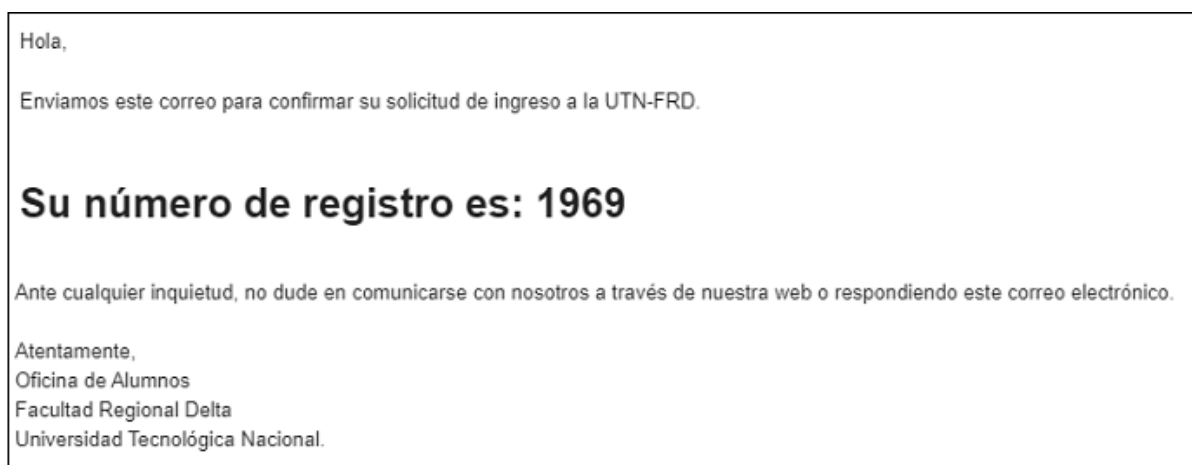 Hola,
Enviamos este correo para confirmar su solicitud de ingreso a la UTN-FRD.
Su número de registro es: 1969
Ante cualquier inquietud, no dude en comunicarse con nosotros a través de nuestra web o respondiendo este correo electrónico.
Atentamente,
Oficina de Alumnos
Facultad Regional Delta
Universidad Tecnológica Nacional.